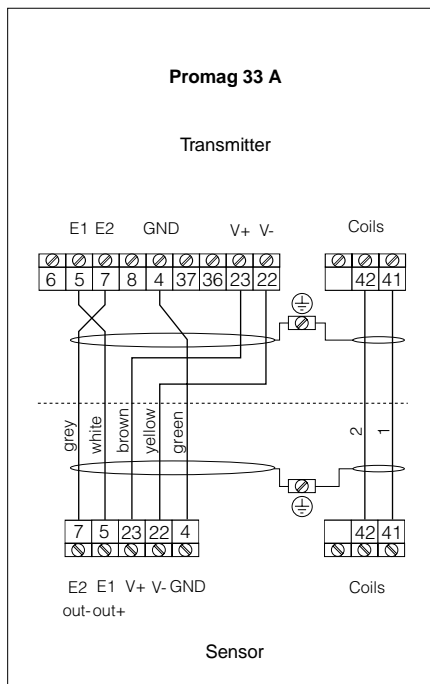 Promag 33 A
Transmitter
E1 E2 GND V+ V- Coils
6 5 7 8 4 37 36 23 22 42 41
grey
white
brown
yellow
green
2
1
7 5 23 22 4 42 41
E2 E1 V+ V- GND Coils
out- out+
Sensor